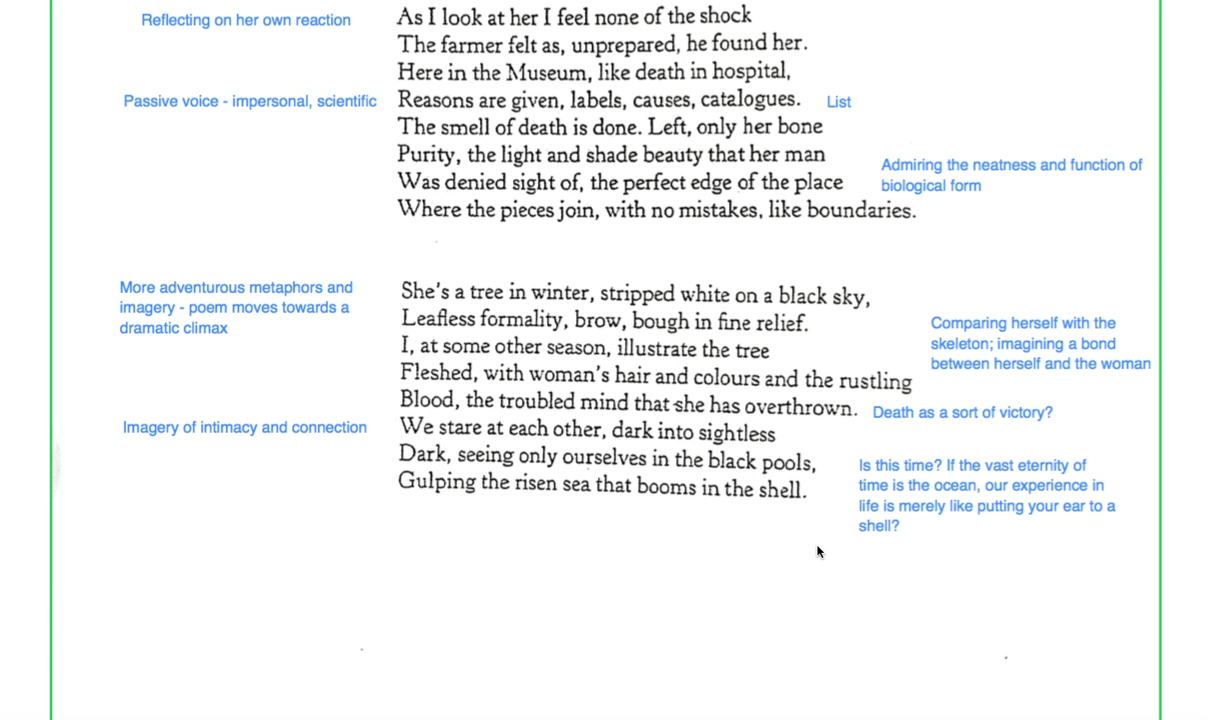 Reflecting on her own reaction
As I look at her I feel none of the shock
The farmer felt as, unprepared, he found her.
Here in the Museum, like death in hospital,
Passive voice - impersonal, scientific
Reasons are given, labels, causes, catalogues.
List
The smell of death is done. Left, only her bone
Purity, the light and shade beauty that her man
Was denied sight of, the perfect edge of the place
Where the pieces join, with no mistakes, like boundaries.
Admiring the neatness and function of
biological form
More adventurous metaphors and
imagery - poem moves towards a
dramatic climax
She's a tree in winter, stripped white on a black sky,
Leafless formality, brow, bough in fine relief.
I, at some other season, illustrate the tree
Fleshed, with woman's hair and colours and the rustling
Blood, the troubled mind that she has overthrown.
Comparing herself with the
skeleton; imagining a bond
between herself and the woman
Death as a sort of victory?
Imagery of intimacy and connection
We stare at each other, dark into sightless
Dark, seeing only ourselves in the black pools,
Gulping the risen sea that booms in the shell.
Is this time? If the vast eternity of
time is the ocean, our experience in
life is merely like putting your ear to a
shell?